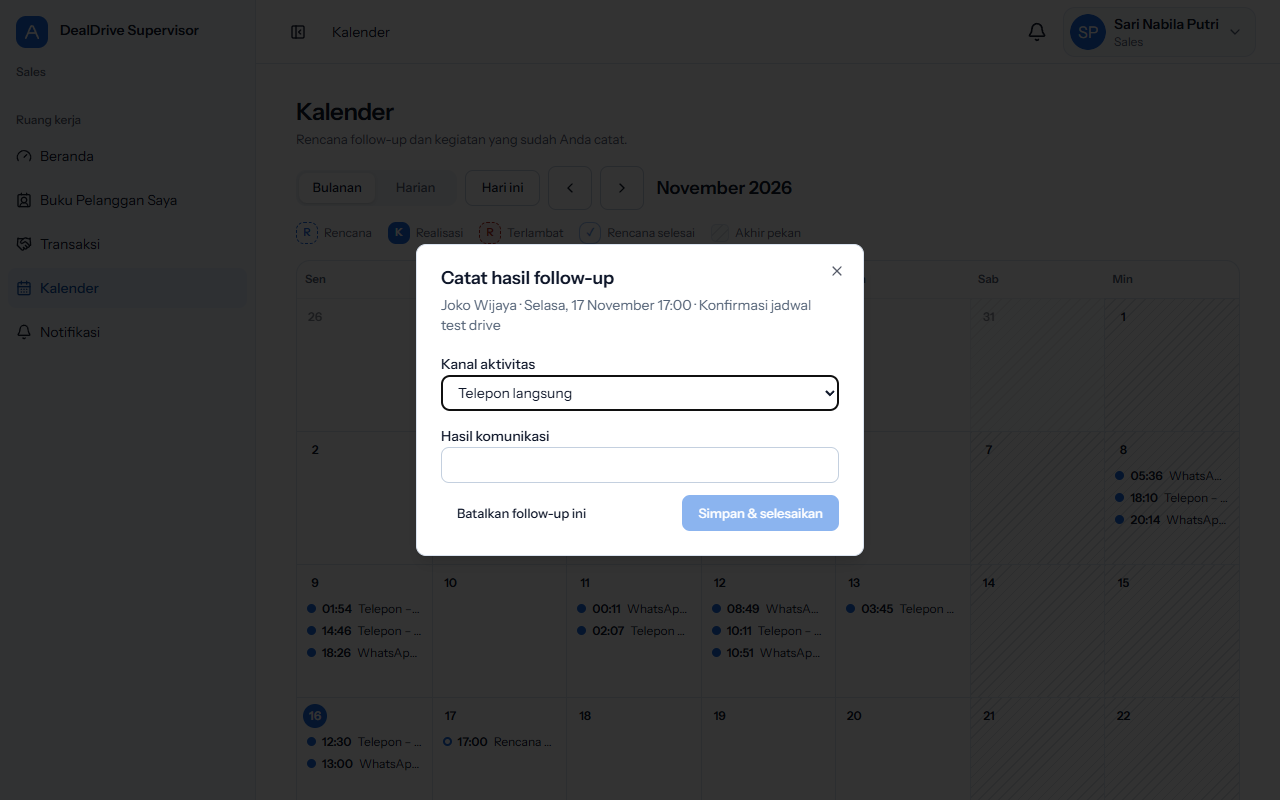 A DealDrive Supervisor
Sales
Ruang kerja
Beranda
Buku Pelanggan Saya
Transaksi
Kalender
Notifikasi
Kalender
SP Sari Nabila Putri
Sales
Kalender
Rencana follow-up dan kegiatan yang sudah Anda catat.
Bulanan Harian Hari ini November 2026
R Rencana K Realisasi R Terlambat ✓ Rencana selesai Akhir pekan
Catat hasil follow-up
Joko Wijaya · Selasa, 17 November 17:00 · Konfirmasi jadwal
test drive
Kanal aktivitas
Telepon langsung
Hasil komunikasi
Batalkan follow-up ini Simpan & selesaikan
Sen Sab Min
26 31 1
2 7 8
05:36 WhatsA...
18:10 Telepon – ...
20:14 WhatsAp...
9 10 11 12 13 14 15
01:54 Telepon –... 00:11 WhatsAp... 08:49 WhatsA... 03:45 Telepon ...
14:46 Telepon – ... 02:07 Telepon ... 10:11 Telepon – ...
18:26 WhatsAp... 10:51 WhatsAp...
16 17 18 19 20 21 22
12:30 Telepon – ... 17:00 Rencana ...
13:00 WhatsAp...